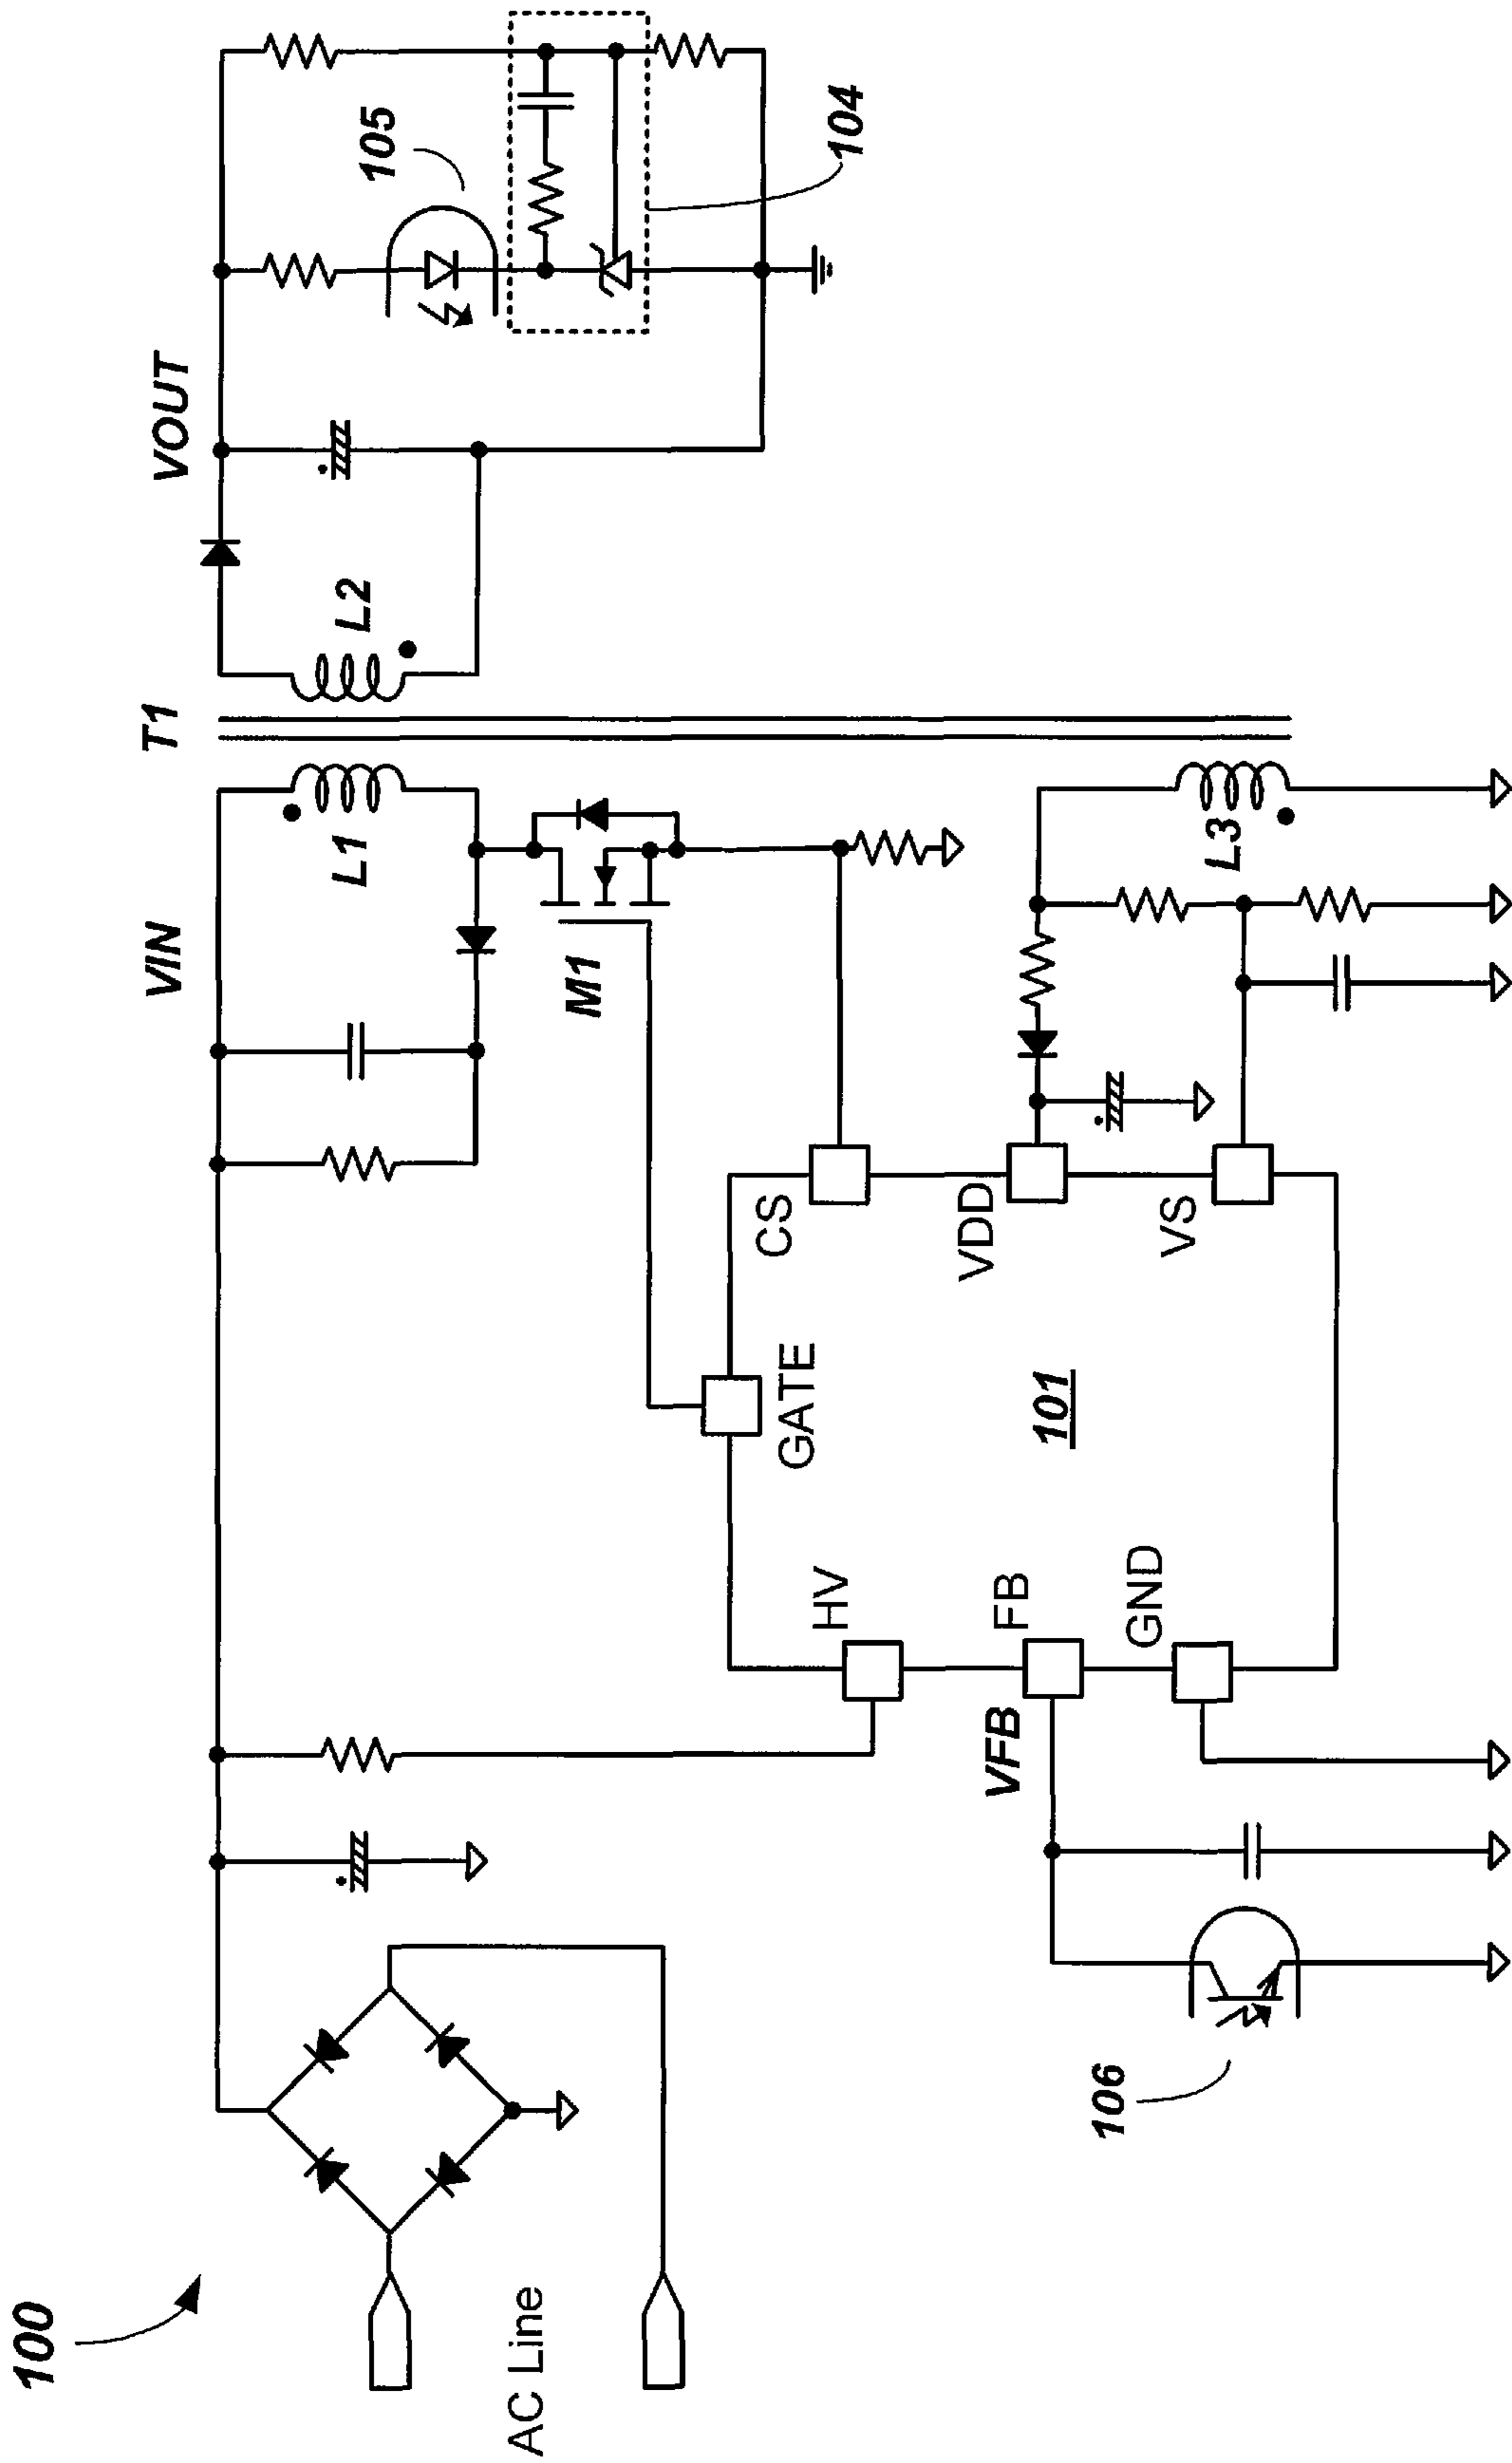 100
VIN
T1
VOUT
L1
L2
105
104
M1
AC Line
GATE
HV
CS
FB
VFB
VDD
101
GND
VS
L3
106